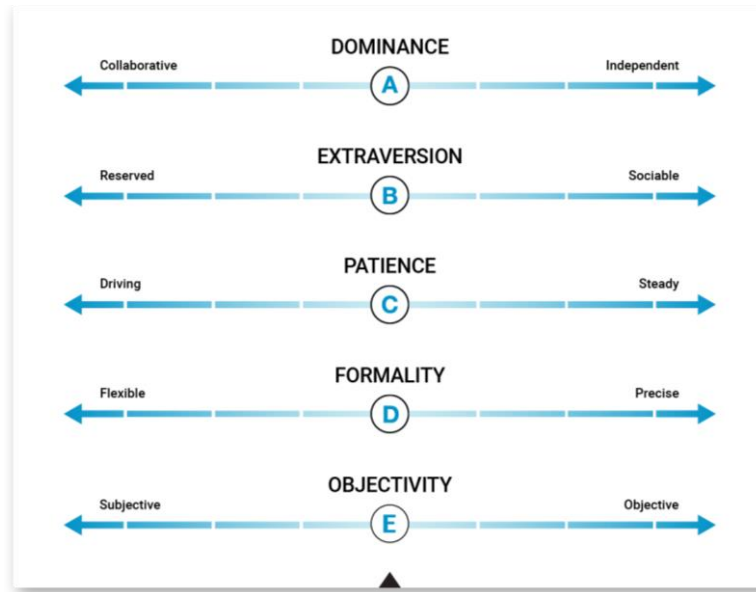 DOMINANCE
Collaborative Independent
A
EXTRAVERSION
Reserved Sociable
B
PATIENCE
Driving Steady
C
FORMALITY
Flexible Precise
D
OBJECTIVITY
Subjective Objective
E